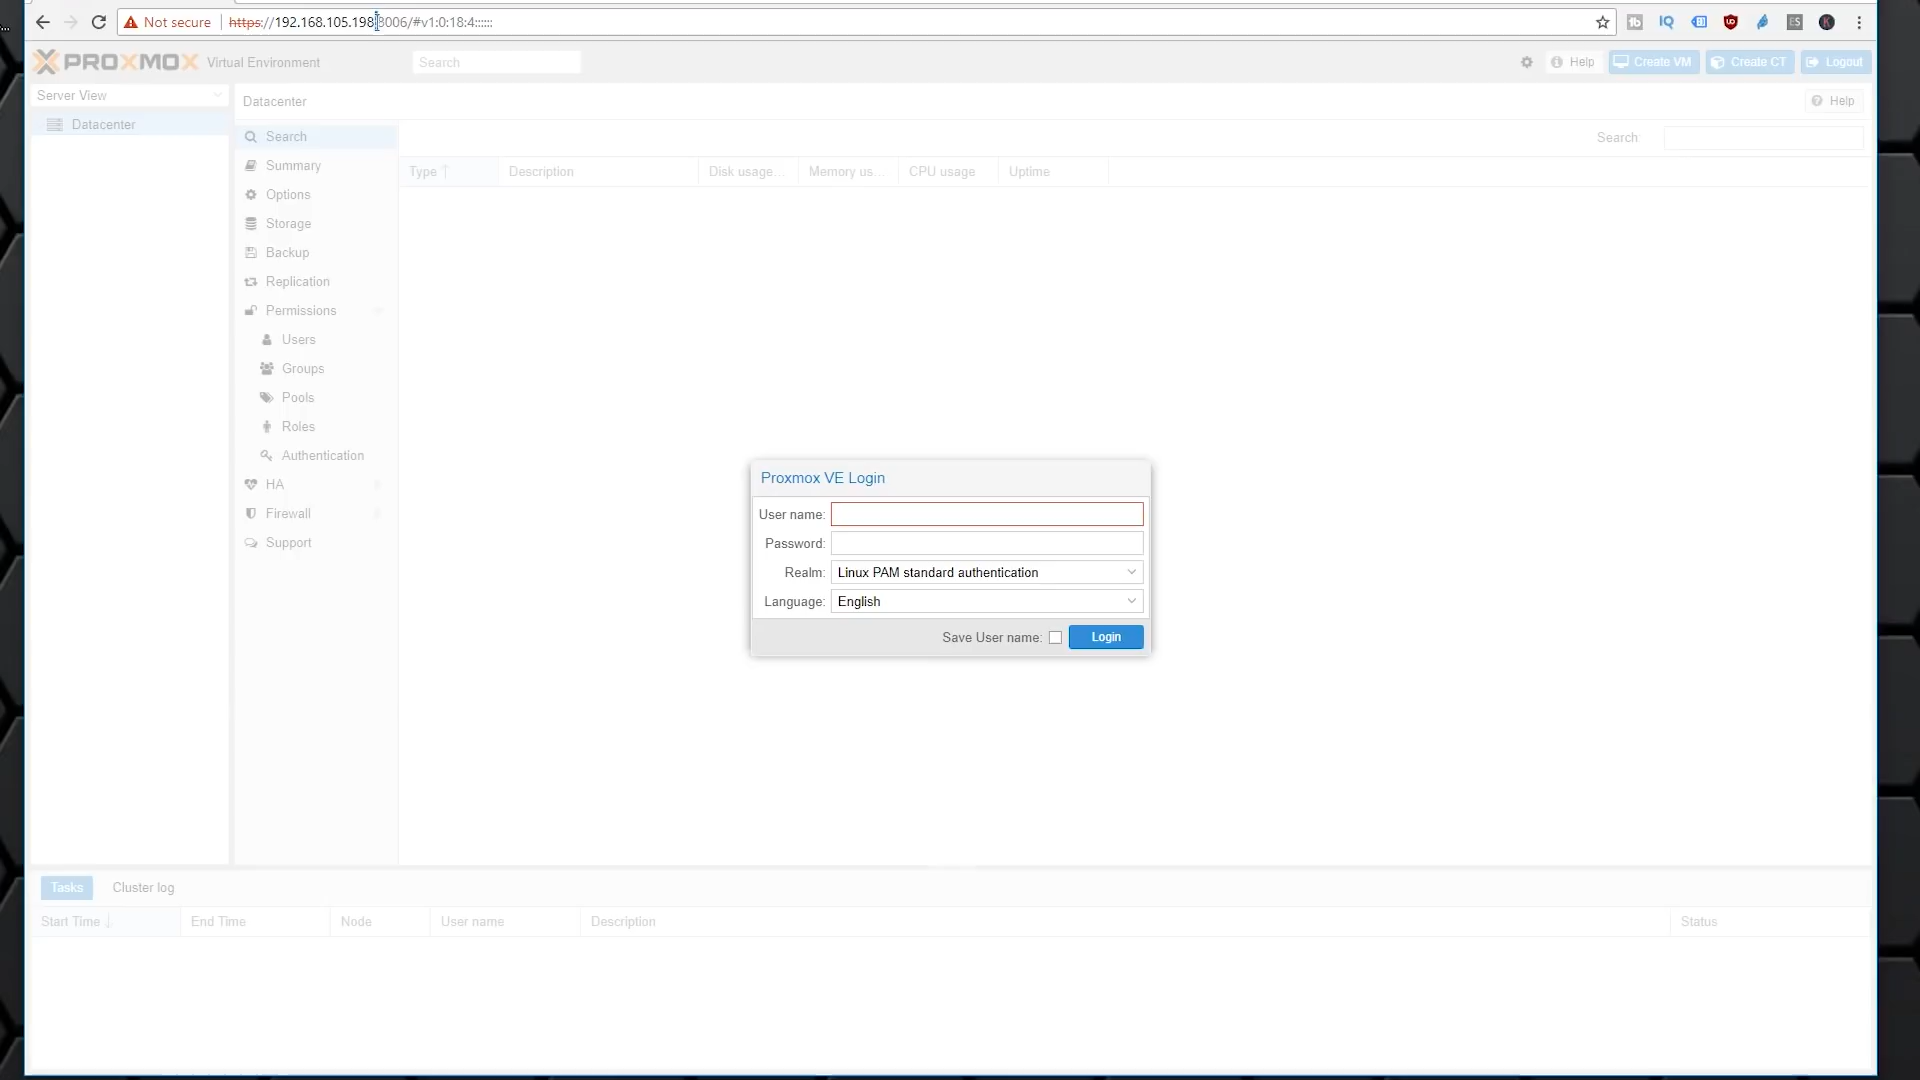 ...
Not secure https://192.168.105.198:8006/#v1:0:18:4::::::
PROXMOX Virtual Environment Search Help Create VM Create CT Logout
Server View
Datacenter
Datacenter Help
Search
Summary
Options
Storage
Backup
Replication
Permissions
Users
Groups
Pools
Roles
Authentication
HA
Firewall
Support
Search
Type Description Disk usage... Memory us... CPU usage Uptime
Proxmox VE Login
User name:
Password:
Realm: Linux PAM standard authentication
Language: English
Save User name: Login
Tasks Cluster log
Start Time End Time Node User name Description Status